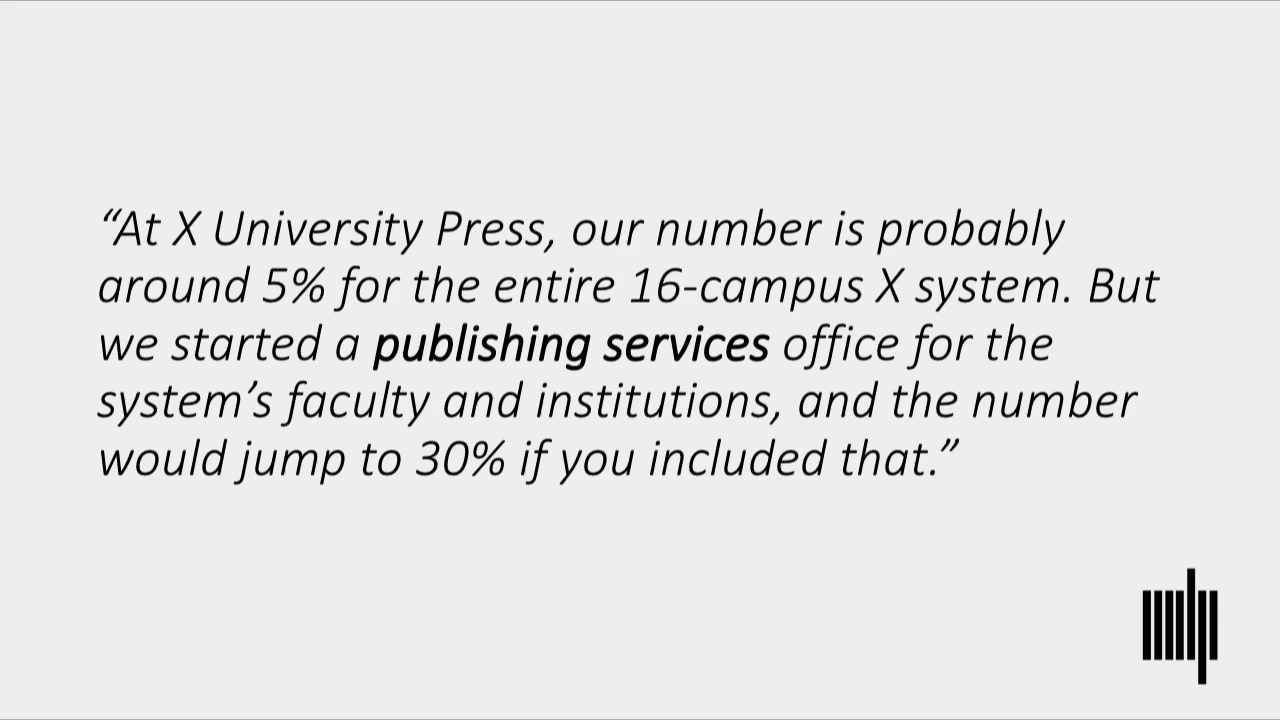 “At X University Press, our number is probably
around 5% for the entire 16-campus X system. But
we started a publishing services office for the
system’s faculty and institutions, and the number
would jump to 30% if you included that.”